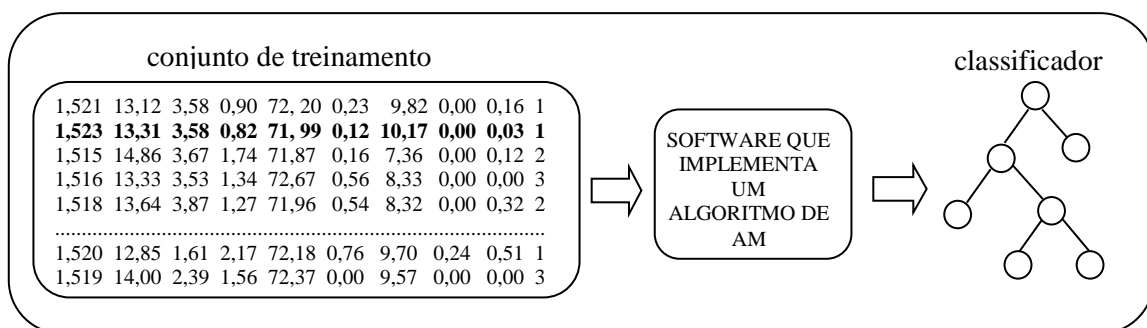 conjunto de treinamento
1,521 13,12 3,58 0,90 72, 20 0,23 9,82 0,00 0,16 1
1,523 13,31 3,58 0,82 71, 99 0,12 10,17 0,00 0,03 1
1,515 14,86 3,67 1,74 71,87 0,16 7,36 0,00 0,12 2
1,516 13,33 3,53 1,34 72,67 0,56 8,33 0,00 0,00 3
1,518 13,64 3,87 1,27 71,96 0,54 8,32 0,00 0,32 2
.......................................................................................
1,520 12,85 1,61 2,17 72,18 0,76 9,70 0,24 0,51 1
1,519 14,00 2,39 1,56 72,37 0,00 9,57 0,00 0,00 3
SOFTWARE QUE
IMPLEMENTA
UM
ALGORITMO DE
AM
classificador